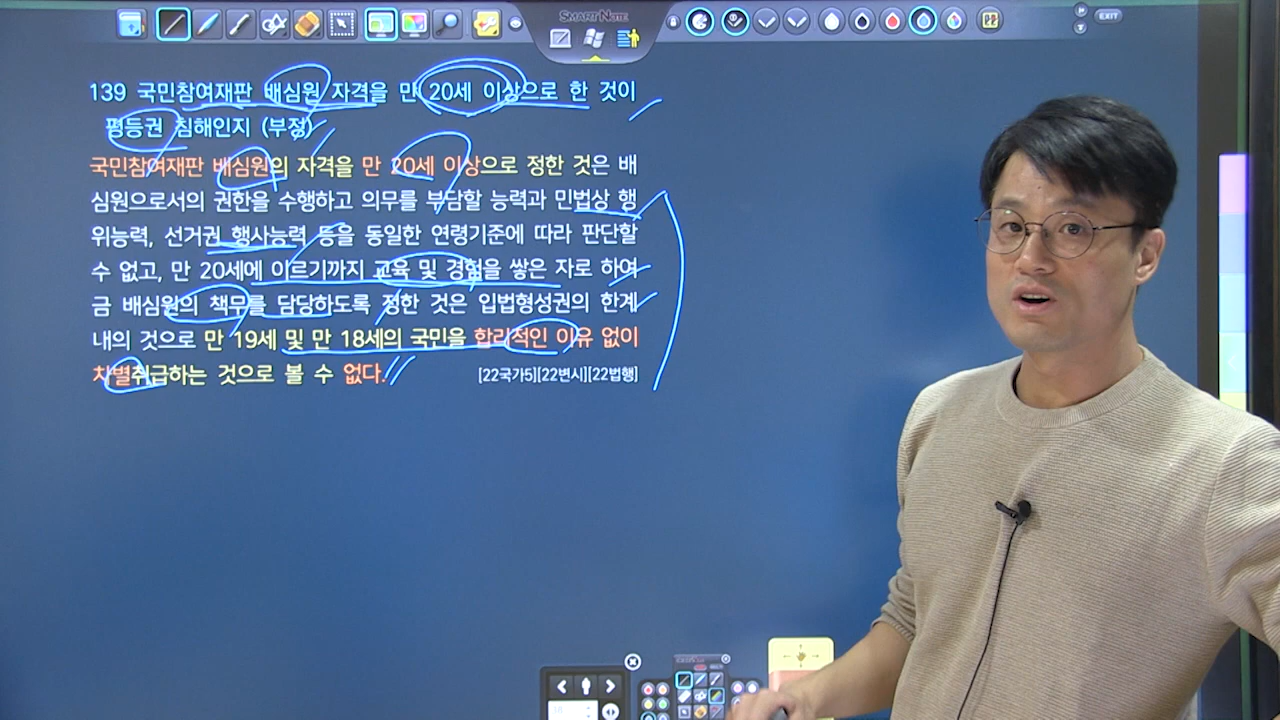 SMARTNOTE
EXIT
139 국민참여재판 배심원 자격을 만 20세 이상으로 한 것이
평등권 침해인지 (부정)
국민참여재판 배심원의 자격을 만 20세 이상으로 정한 것은 배
심원으로서의 권한을 수행하고 의무를 부담할 능력과 민법상 행
위능력, 선거권 행사능력 등을 동일한 연령기준에 따라 판단할
수 없고, 만 20세에 이르기까지 교육 및 경험을 쌓은 자로 하여
금 배심원의 책무를 담당하도록 정한 것은 입법형성권의 한계
내의 것으로 만 19세 및 만 18세의 국민을 합리적인 이유 없이
차별취급하는 것으로 볼 수 없다.
[22국가5][22변시][22법행]